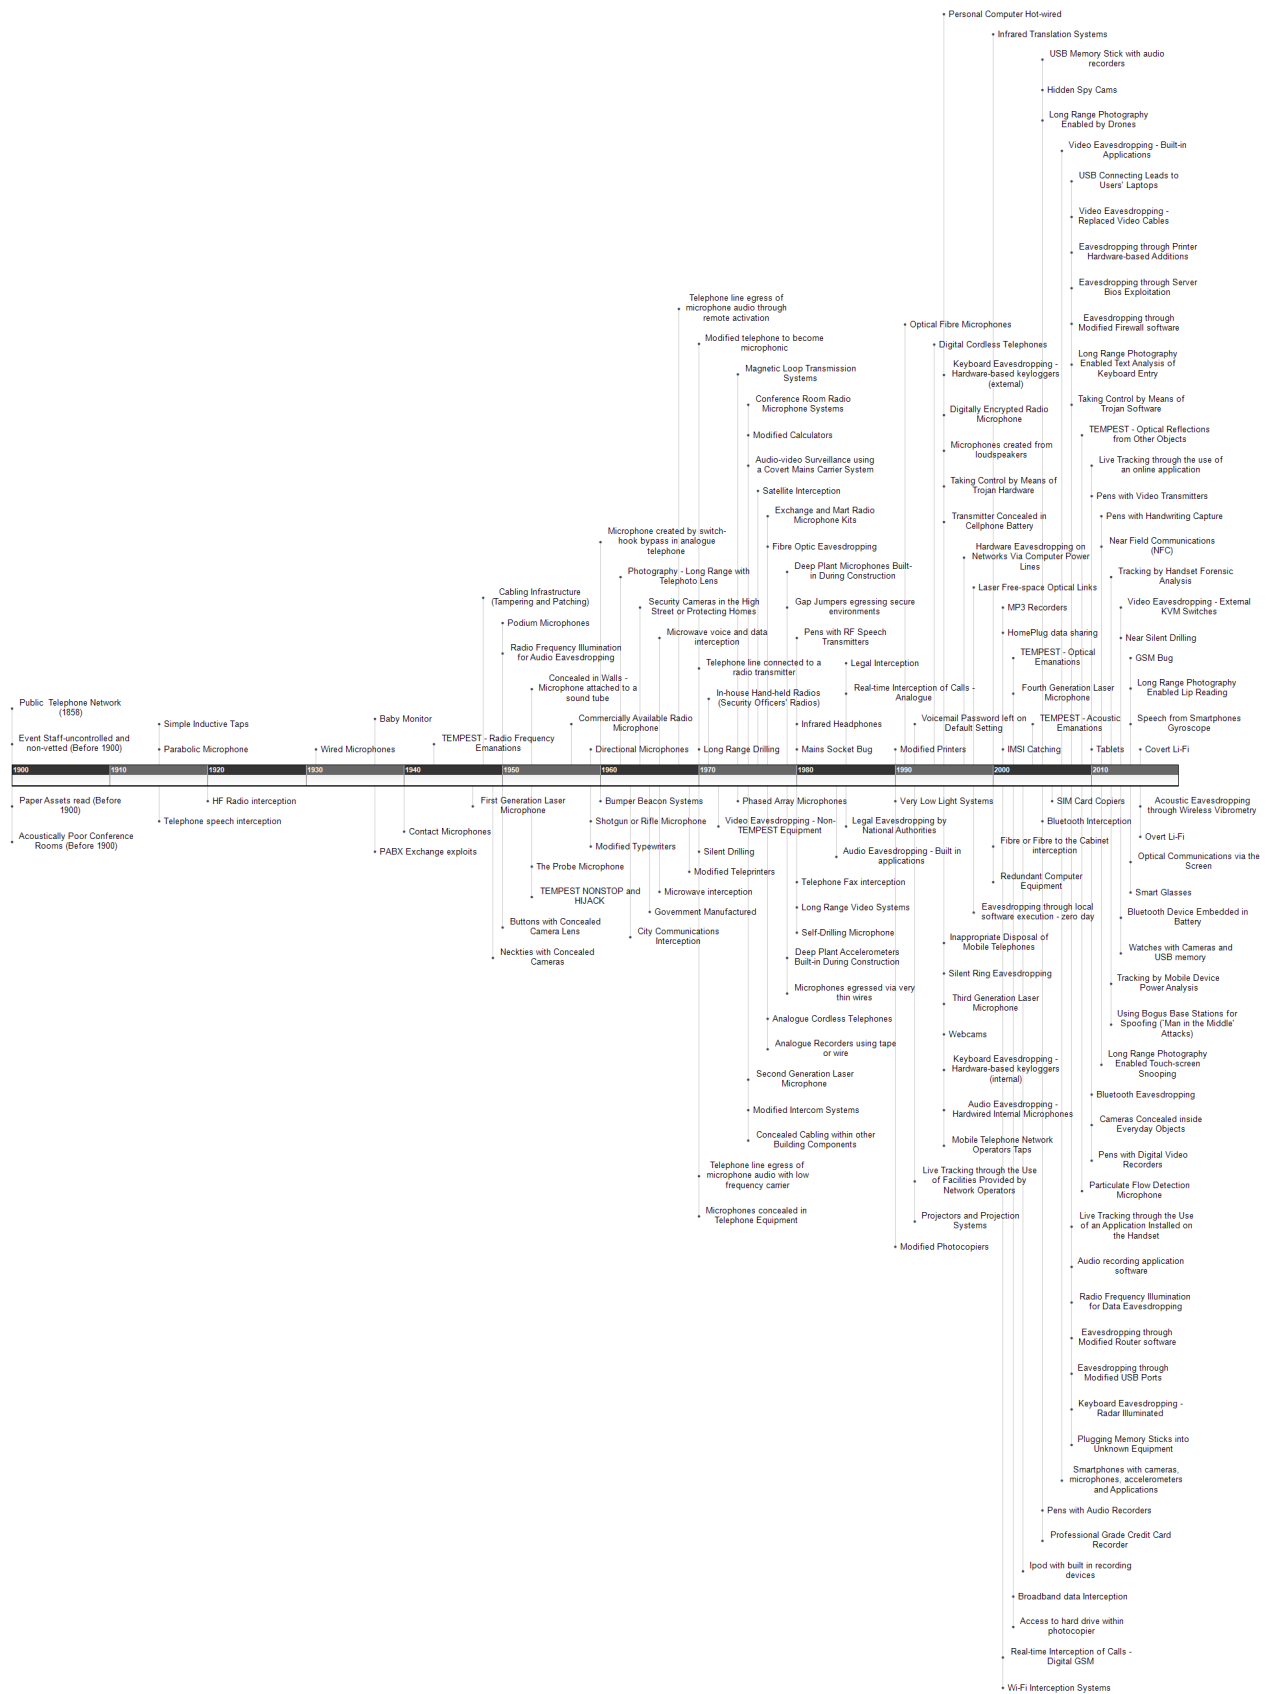 Personal Computer Hot-wired
Infrared Translation Systems
USB Memory Stick with audio
recorders
Hidden Spy Cams
Long Range Photography
Enabled by Drones
Video Eavesdropping - Built-in
Applications
USB Connecting Leads to
Users' Laptops
Video Eavesdropping -
Replaced Video Cables
Eavesdropping through Printer
Hardware-based Additions
Eavesdropping through Server
Bios Exploitation
Telephone line egress of
microphone audio through
remote activation
Eavesdropping through
Modified Firewall software
Optical Fibre Microphones
Modified telephone to become
microphonic
Digital Cordless Telephones
Long Range Photography
Enabled Text Analysis of
Keyboard Entry
Magnetic Loop Transmission
Systems
Keyboard Eavesdropping -
Hardware-based keyloggers
(external)
Conference Room Radio
Microphone Systems
Digitally Encrypted Radio
Microphone
Taking Control by Means of
Trojan Software
Modified Calculators
TEMPEST - Optical Reflections
from Other Objects
Microphones created from
loudspeakers
Audio-video Surveillance using
a Covert Mains Carrier System
Live Tracking through the use of
an online application
Taking Control by Means of
Trojan Hardware
Satellite Interception
Pens with Video Transmitters
Exchange and Mart Radio
Microphone Kits
Transmitter Concealed in
Cellphone Battery
Pens with Handwriting Capture
Microphone created by switch-
hook bypass in analogue
telephone
Fibre Optic Eavesdropping
Hardware Eavesdropping on
Networks Via Computer Power
Lines
Near Field Communications
(NFC)
Photography - Long Range with
Telephoto Lens
Deep Plant Microphones Built-
in During Construction
Tracking by Handset Forensic
Analysis
Laser Free-space Optical Links
Cabling Infrastructure
(Tampering and Patching)
Security Cameras in the High
Street or Protecting Homes
Gap Jumpers egressing secure
environments
MP3 Recorders
Video Eavesdropping - External
KVM Switches
Podium Microphones
Microwave voice and data
interception
Pens with RF Speech
Transmitters
HomePlug data sharing
Near Silent Drilling
Radio Frequency Illumination
for Audio Eavesdropping
Telephone line connected to a
radio transmitter
Legal Interception
TEMPEST - Optical
Emanations
GSM Bug
Concealed in Walls -
Microphone attached to a
sound tube
In-house Hand-held Radios
(Security Officers' Radios)
Real-time Interception of Calls -
Analogue
Fourth Generation Laser
Microphone
Long Range Photography
Enabled Lip Reading
Public Telephone Network
(1858)
Simple Inductive Taps
Baby Monitor
Commercially Available Radio
Microphone
Infrared Headphones
Voicemail Password left on
Default Setting
TEMPEST - Acoustic
Emanations
Speech from Smartphones
Gyroscope
Event Staff-uncontrolled and
non-vetted (Before 1900)
Parabolic Microphone
Wired Microphones
TEMPEST - Radio Frequency
Emanations
Directional Microphones
Long Range Drilling
Mains Socket Bug
Modified Printers
IMSI Catching
Tablets
Covert Li-Fi
1900
1910
1920
1930
1940
1950
1960
1970
1980
1990
2000
2010
Paper Assets read (Before
1900)
HF Radio interception
First Generation Laser
Microphone
Bumper Beacon Systems
Phased Array Microphones
Very Low Light Systems
SIM Card Copiers
Acoustic Eavesdropping
through Wireless Vibrometry
Telephone speech interception
Shotgun or Rifle Microphone
Video Eavesdropping - Non-
TEMPEST Equipment
Legal Eavesdropping by
National Authorities
Bluetooth Interception
Acoustically Poor Conference
Rooms (Before 1900)
Contact Microphones
Modified Typewriters
Fibre or Fibre to the Cabinet
interception
Overt Li-Fi
PABX Exchange exploits
Silent Drilling
Audio Eavesdropping - Built in
applications
Optical Communications via the
Screen
The Probe Microphone
Modified Teleprinters
Telephone Fax interception
Redundant Computer
Equipment
TEMPEST NONSTOP and
HIJACK
Microwave interception
Smart Glasses
Government Manufactured
Long Range Video Systems
Eavesdropping through local
software execution - zero day
Bluetooth Device Embedded in
Battery
Buttons with Concealed
Camera Lens
City Communications
Interception
Self-Drilling Microphone
Inappropriate Disposal of
Mobile Telephones
Neckties with Concealed
Cameras
Deep Plant Accelerometers
Built-in During Construction
Watches with Cameras and
USB memory
Silent Ring Eavesdropping
Tracking by Mobile Device
Power Analysis
Microphones egressed via very
thin wires
Third Generation Laser
Microphone
Analogue Cordless Telephones
Using Bogus Base Stations for
Spoofing ('Man in the Middle'
Attacks)
Webcams
Analogue Recorders using tape
or wire
Long Range Photography
Enabled Touch-screen
Snooping
Keyboard Eavesdropping -
Hardware-based keyloggers
(internal)
Second Generation Laser
Microphone
Bluetooth Eavesdropping
Modified Intercom Systems
Audio Eavesdropping -
Hardwired Internal Microphones
Cameras Concealed inside
Everyday Objects
Concealed Cabling within other
Building Components
Mobile Telephone Network
Operators Taps
Pens with Digital Video
Recorders
Telephone line egress of
microphone audio with low
frequency carrier
Live Tracking through the Use
of Facilities Provided by
Network Operators
Particulate Flow Detection
Microphone
Microphones concealed in
Telephone Equipment
Projectors and Projection
Systems
Live Tracking through the Use
of an Application Installed on
the Handset
Modified Photocopiers
Audio recording application
software
Radio Frequency Illumination
for Data Eavesdropping
Eavesdropping through
Modified Router software
Eavesdropping through
Modified USB Ports
Keyboard Eavesdropping -
Radar Illuminated
Plugging Memory Sticks into
Unknown Equipment
Smartphones with cameras,
microphones, accelerometers
and Applications
Pens with Audio Recorders
Professional Grade Credit Card
Recorder
Ipod with built in recording
devices
Broadband data Interception
Access to hard drive within
photocopier
Real-time Interception of Calls -
Digital GSM
Wi-Fi Interception Systems